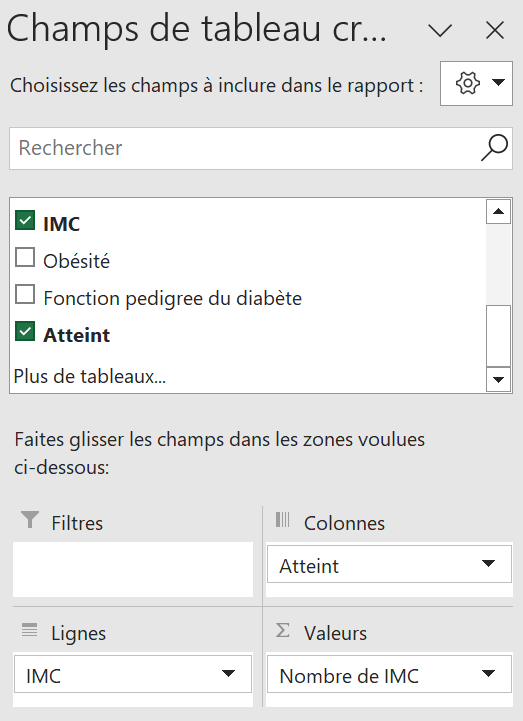 Champs de tableau cr...
Choisissez les champs à inclure dans le rapport :
Rechercher
IMC
Obésité
Fonction pedigree du diabète
Atteint
Plus de tableaux...
Faites glisser les champs dans les zones voulues
ci-dessous:
Filtres
Colonnes
Atteint
Lignes
Valeurs
IMC
Nombre de IMC